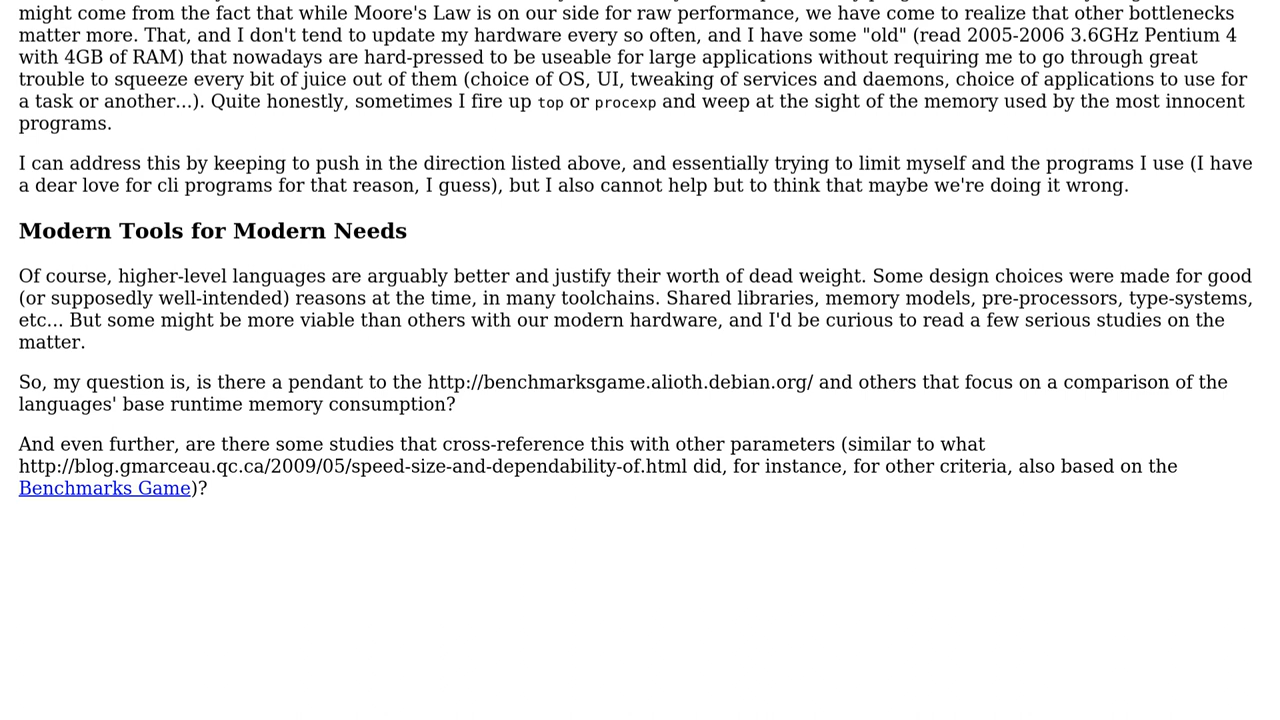 might come from the fact that while Moore's Law is on our side for raw performance, we have come to realize that other bottlenecks
matter more. That, and I don't tend to update my hardware every so often, and I have some "old" (read 2005-2006 3.6GHz Pentium 4
with 4GB of RAM) that nowadays are hard-pressed to be useable for large applications without requiring me to go through great
trouble to squeeze every bit of juice out of them (choice of OS, UI, tweaking of services and daemons, choice of applications to use for
a task or another...). Quite honestly, sometimes I fire up top or procexp and weep at the sight of the memory used by the most innocent
programs.
I can address this by keeping to push in the direction listed above, and essentially trying to limit myself and the programs I use (I have
a dear love for cli programs for that reason, I guess), but I also cannot help but to think that maybe we're doing it wrong.
Modern Tools for Modern Needs
Of course, higher-level languages are arguably better and justify their worth of dead weight. Some design choices were made for good
(or supposedly well-intended) reasons at the time, in many toolchains. Shared libraries, memory models, pre-processors, type-systems,
etc... But some might be more viable than others with our modern hardware, and I'd be curious to read a few serious studies on the
matter.
So, my question is, is there a pendant to the http://benchmarksgame.alioth.debian.org/ and others that focus on a comparison of the
languages' base runtime memory consumption?
And even further, are there some studies that cross-reference this with other parameters (similar to what
http://blog.gmarceau.qc.ca/2009/05/speed-size-and-dependability-of.html did, for instance, for other criteria, also based on the
Benchmarks Game)?